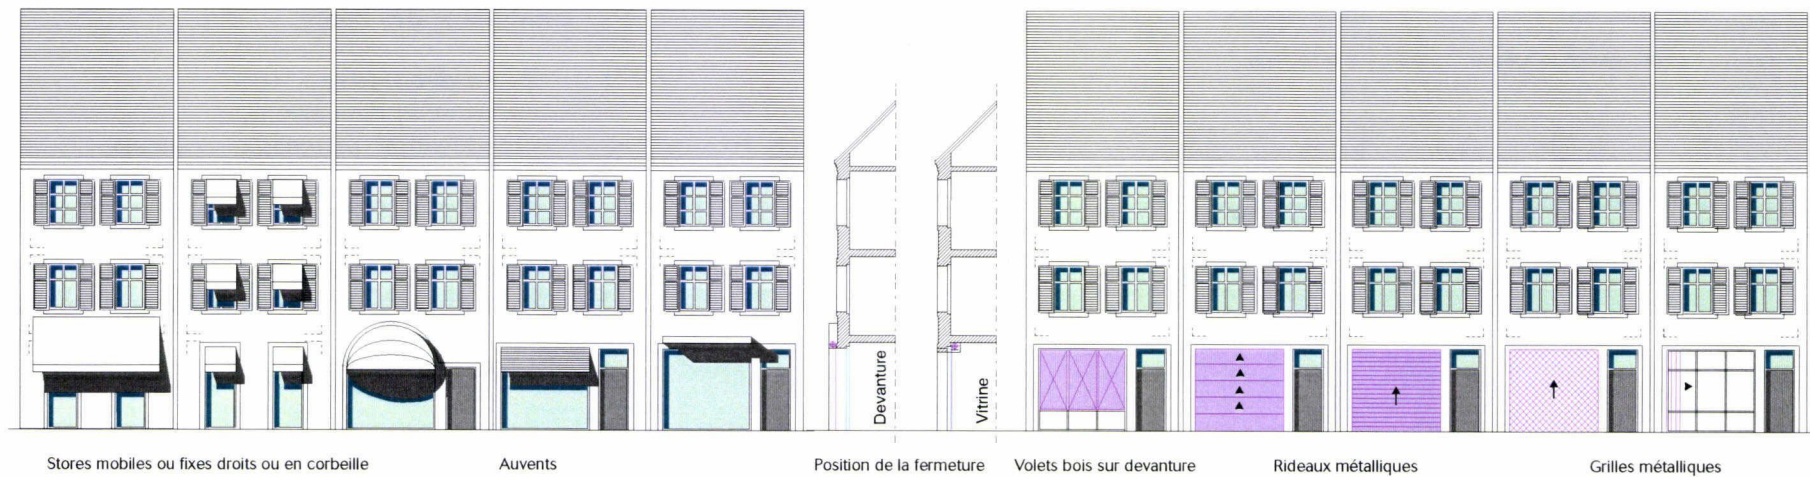 Devanture
Vitrine
Stores mobiles ou fixes droits ou en corbeille
Auvents
Position de la fermeture
Volets bois sur devanture
Rideaux métalliques
Grilles métalliques